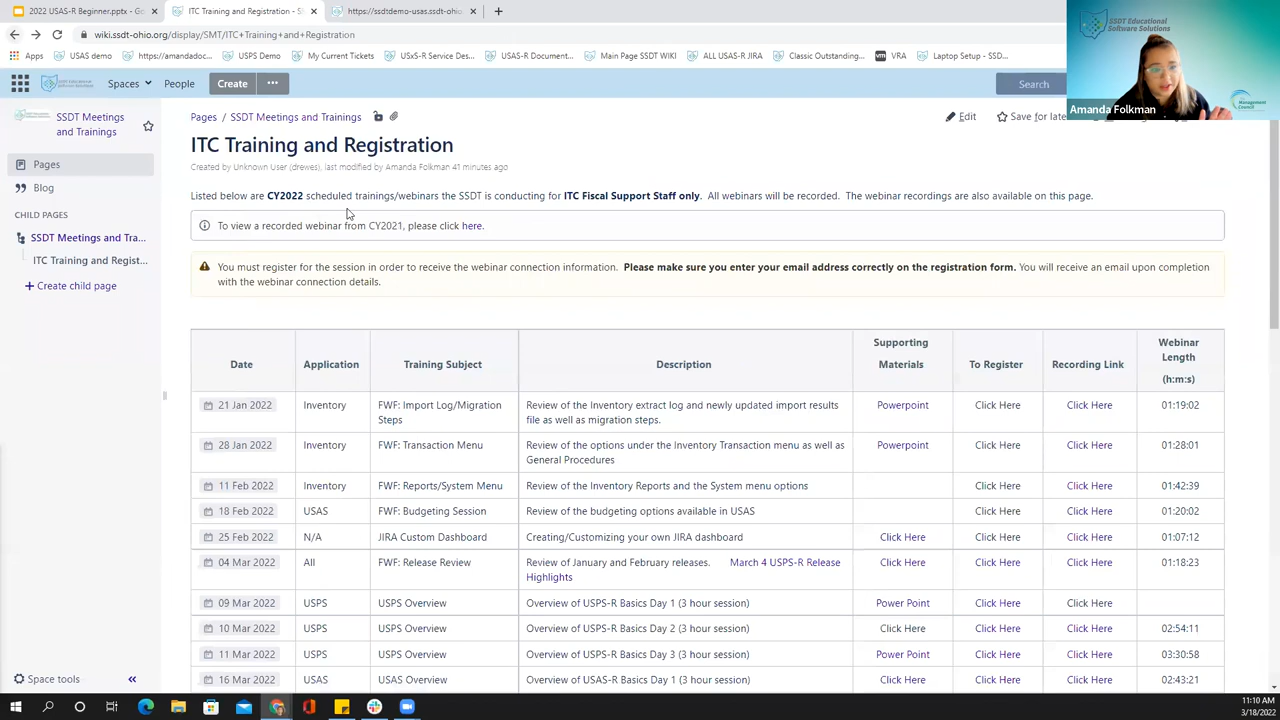 2022 USAS-R Beginner.pptx - Go
ITC Training and Registration - S
https://ssdtdemo-usas.ssdt.org/
wiki.ssdt-ohio.org/display/SMT/ITC+Training+and+Registration
Apps USAS demo https://amandadoc... USPS Demo My Current Tickets USxS-R Service Des... USAS-R Document... Main Page SSDT WIKI ALL USAS-R JIRA Classic Outstanding... VRA Laptop Setup - SSD...
SSDT Educational
Software Solutions
Management
Council
Amanda Folkman
Spaces People Create ••• Search
SSDT Meetings
and Trainings
Pages
Blog
CHILD PAGES
SSDT Meetings and Tra...
ITC Training and Regist...
+ Create child page
Space tools
Pages / SSDT Meetings and Trainings
Edit Save for late
ITC Training and Registration
Created by Unknown User (drewes), last modified by Amanda Folkman 41 minutes ago
Listed below are CY2022 scheduled trainings/webinars the SSDT is conducting for ITC Fiscal Support Staff only. All webinars will be recorded. The webinar recordings are also available on this page.
To view a recorded webinar from CY2021, please click here.
You must register for the session in order to receive the webinar connection information. Please make sure you enter your email address correctly on the registration form. You will receive an email upon completion
with the webinar connection details.
Date Application Training Subject Description Supporting Materials To Register Recording Link Webinar Length (h:m:s)
21 Jan 2022 Inventory FWF: Import Log/Migration Steps Review of the Inventory extract log and newly updated import results file as well as migration steps. Powerpoint Click Here Click Here 01:19:02
28 Jan 2022 Inventory FWF: Transaction Menu Review of the options under the Inventory Transaction menu as well as General Procedures Powerpoint Click Here Click Here 01:28:01
11 Feb 2022 Inventory FWF: Reports/System Menu Review of the Inventory Reports and the System menu options Click Here Click Here 01:42:39
18 Feb 2022 USAS FWF: Budgeting Session Review of the budgeting options available in USAS Click Here Click Here 01:20:02
25 Feb 2022 N/A JIRA Custom Dashboard Creating/Customizing your own JIRA dashboard Click Here Click Here Click Here 01:07:12
04 Mar 2022 All FWF: Release Review Review of January and February releases. March 4 USPS-R Release Highlights Click Here Click Here Click Here 01:18:23
09 Mar 2022 USPS USPS Overview Overview of USPS-R Basics Day 1 (3 hour session) Power Point Click Here Click Here
10 Mar 2022 USPS USPS Overview Overview of USPS-R Basics Day 2 (3 hour session) Click Here Click Here Click Here 02:54:11
11 Mar 2022 USPS USPS Overview Overview of USPS-R Basics Day 3 (3 hour session) Power Point Click Here Click Here 03:30:58
16 Mar 2022 USAS USAS Overview Overview of USAS-R Basics Day 1 (3 hour session) Click Here Click Here Click Here 02:43:21
11:10 AM
3/18/2022